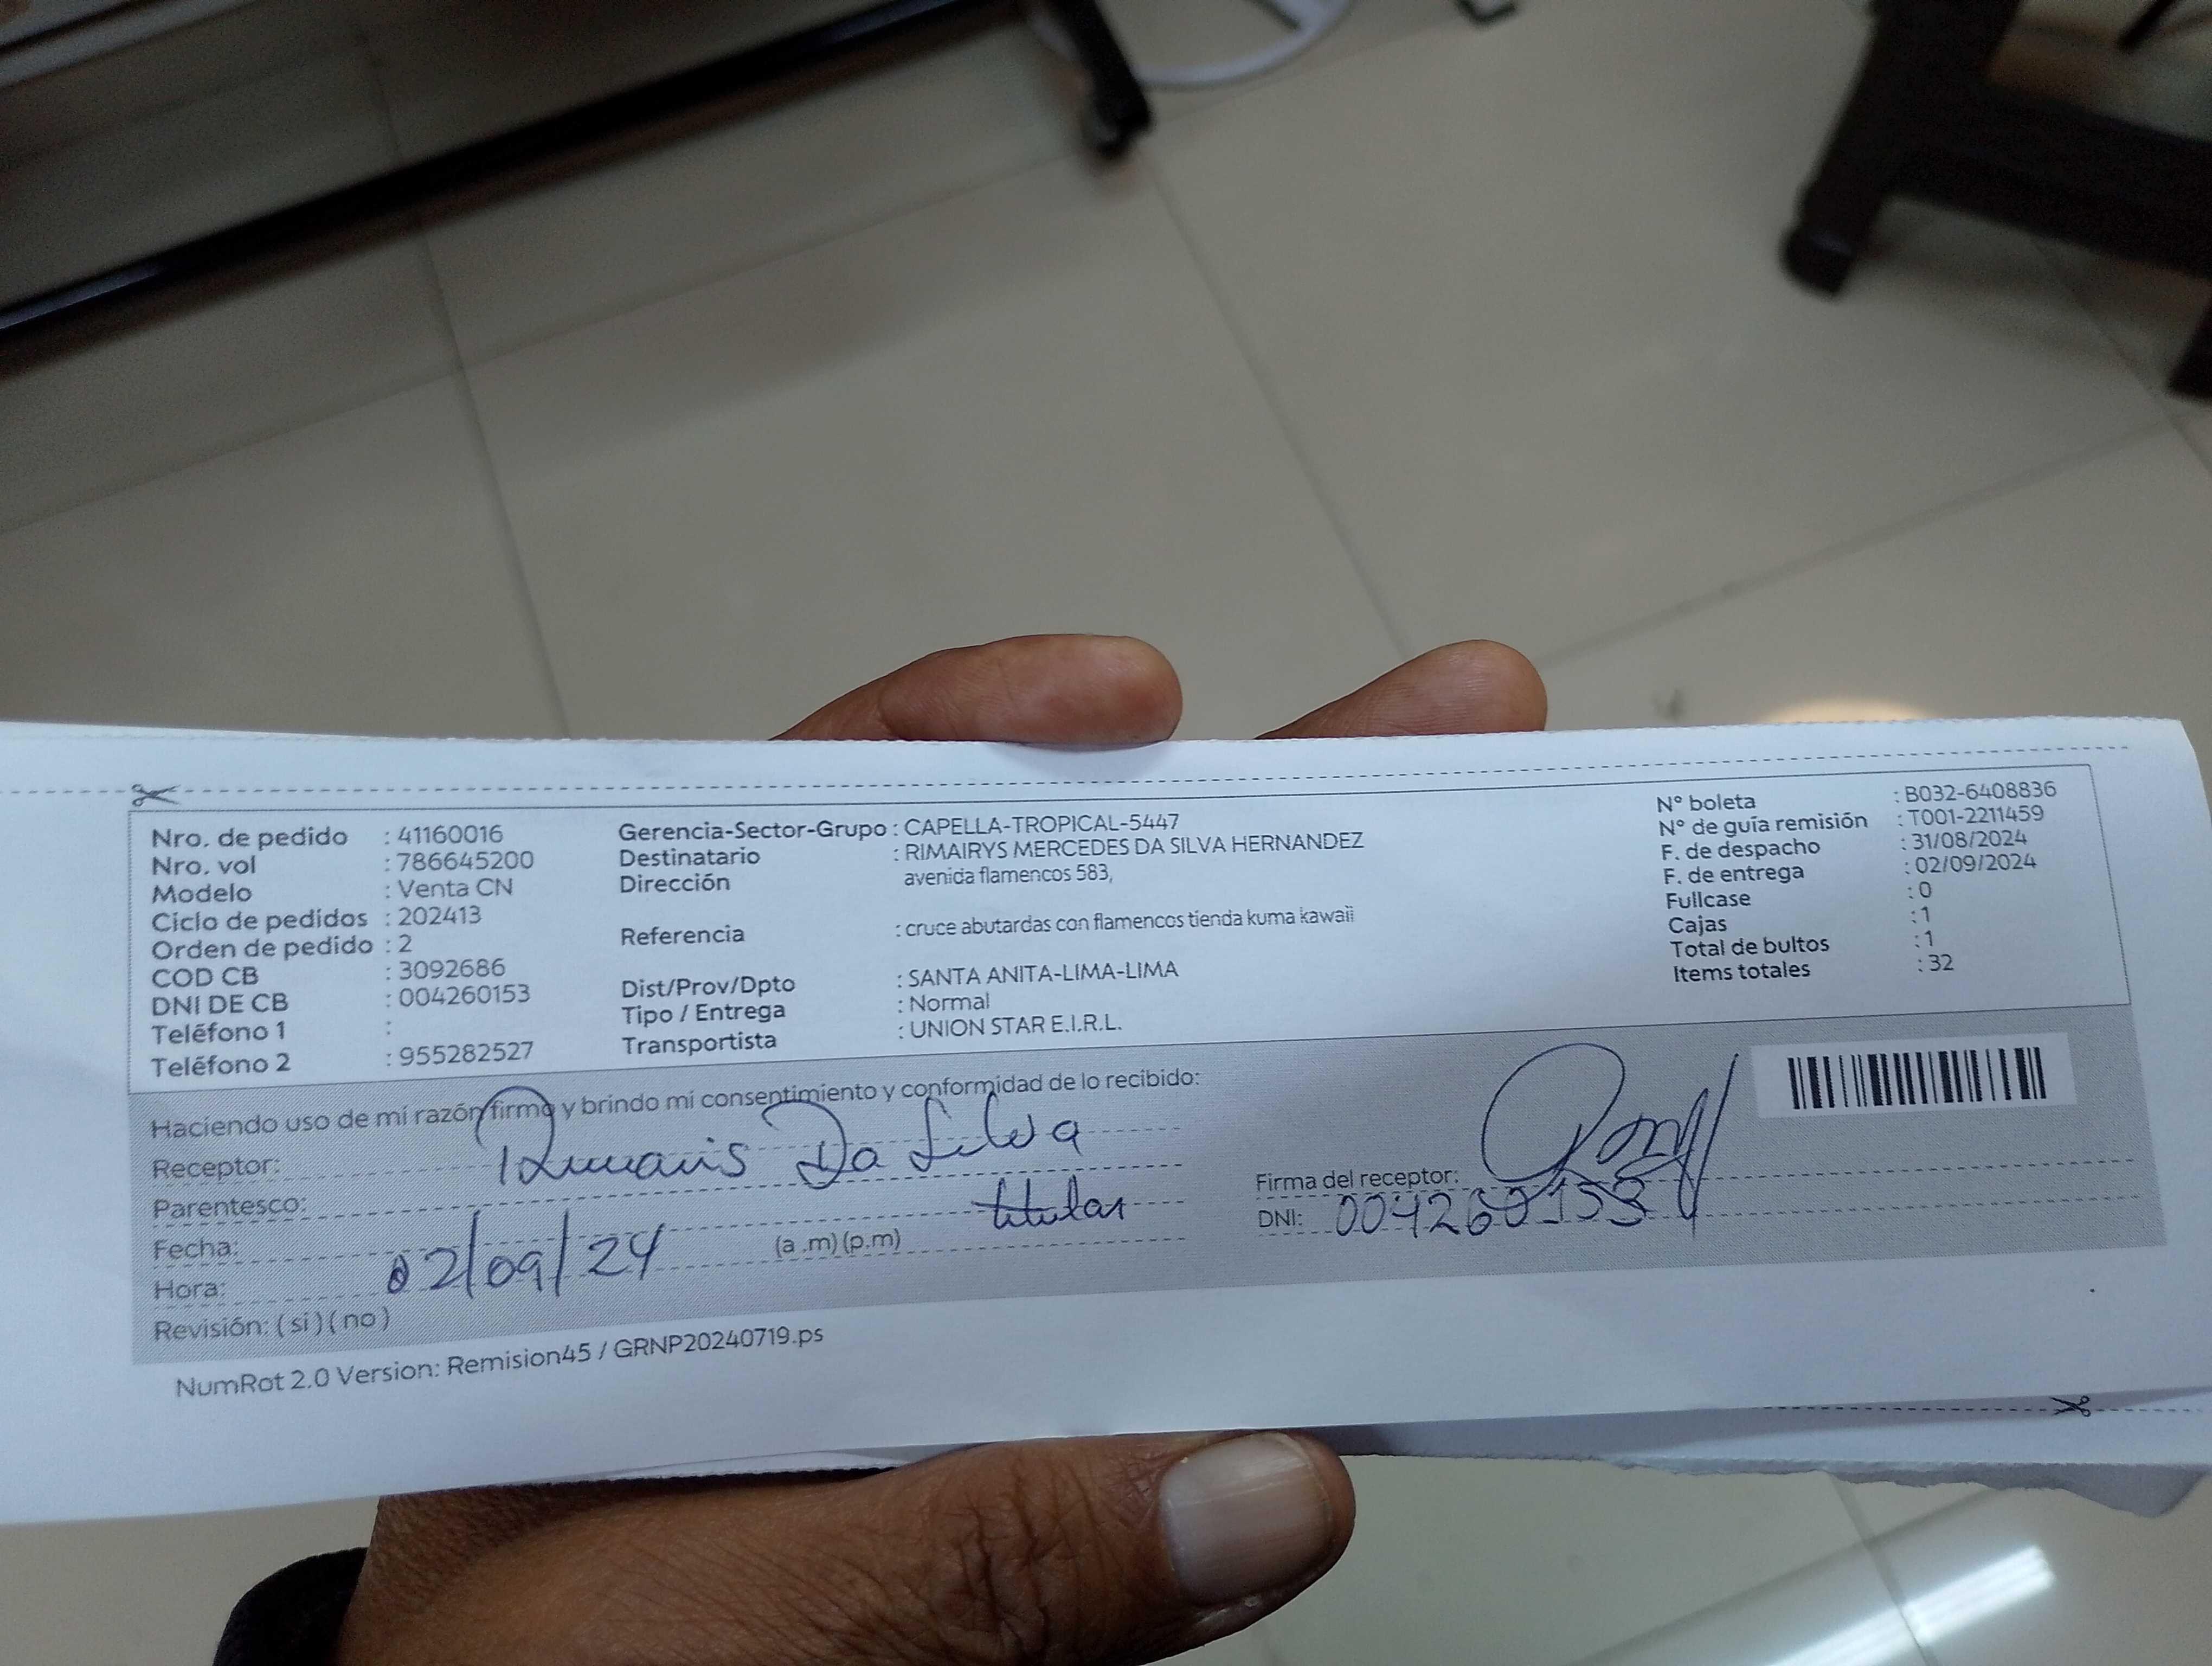 Nro. de pedido : 41160016
Nro. vol : 786645200
Modelo : Venta CN
Ciclo de pedidos : 202413
Orden de pedido : 2
COD CB : 3092686
DNI DE CB : 004260153
Teléfono 1 :
Teléfono 2 : 955282527
Gerencia-Sector-Grupo : CAPELLA-TROPICAL-5447
Destinatario : RIMAIRYS MERCEDES DA SILVA HERNANDEZ
Dirección avenida flamencos 583,
Referencia : cruce abutardas con flamencos tienda kuma kawaii
Dist/Prov/Dpto : SANTA ANITA-LIMA-LIMA
Tipo / Entrega : Normal
Transportista : UNION STAR E.I.R.L.
N° boleta : B032-6408836
N° de guía remisión : T001-2211459
F. de despacho : 31/08/2024
F. de entrega : 02/09/2024
Fullcase : 0
Cajas : 1
Total de bultos : 1
Items totales : 32
Haciendo uso de mi razón firmo y brindo mi consentimiento y conformidad de lo recibido:
Receptor: Da Silva
Parentesco: titular
Fecha: 02/09/24
Hora: (a .m) (p.m)
Revisión: ( si ) ( no )
Firma del receptor:
DNI: 004260153
NumRot 2.0 Version: Remision45 / GRNP20240719.ps